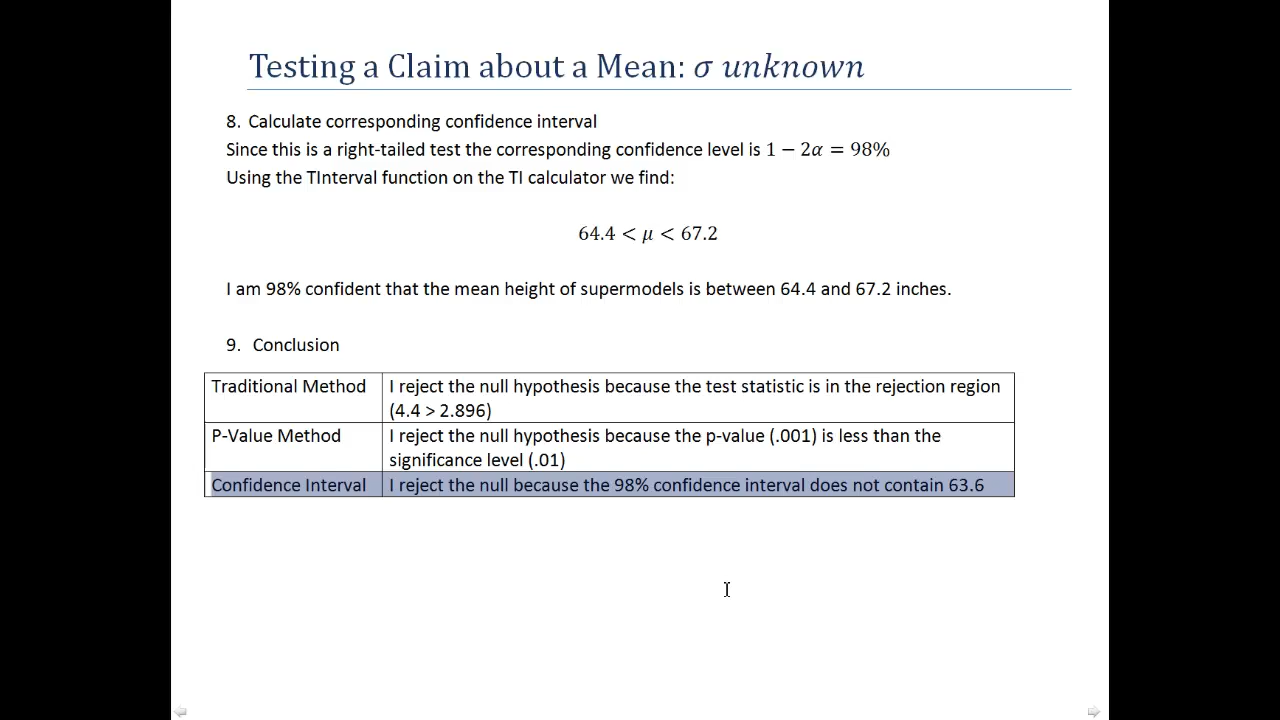 Testing a Claim about a Mean: σ unknown
8. Calculate corresponding confidence interval
Since this is a right-tailed test the corresponding confidence level is 1 − 2α = 98%
Using the TInterval function on the TI calculator we find:
64.4 < μ < 67.2
I am 98% confident that the mean height of supermodels is between 64.4 and 67.2 inches.
9. Conclusion
Traditional Method
I reject the null hypothesis because the test statistic is in the rejection region
(4.4 > 2.896)
P-Value Method
I reject the null hypothesis because the p-value (.001) is less than the
significance level (.01)
Confidence Interval
I reject the null because the 98% confidence interval does not contain 63.6